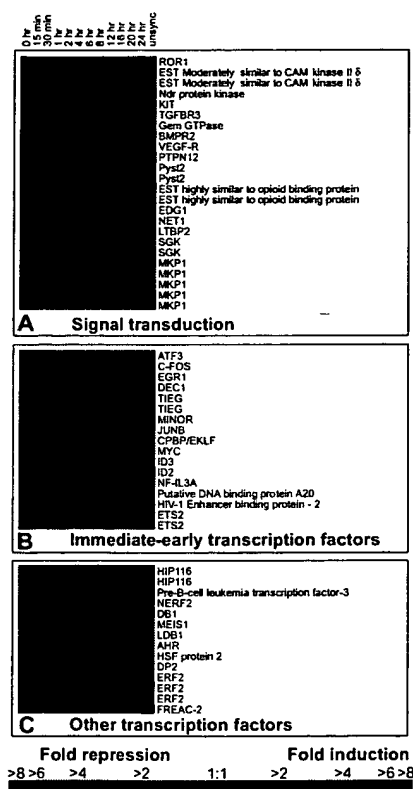 0 hr
15 min
30 min
1 hr
2 hr
4 hr
6 hr
8 hr
12 hr
16 hr
20 hr
24 hr
unsync
ROR1
EST Moderately similar to CAM kinase II δ
EST Moderately similar to CAM kinase II δ
Ndr protein kinase
KIT
TGFBR3
Gem GTPase
BMPR2
VEGF-R
PTPN12
Pyst2
Pyst2
EST highly similar to opioid binding protein
EST highly similar to opioid binding protein
EDG1
NET1
LTBP2
SGK
SGK
MKP1
MKP1
MKP1
MKP1
MKP1
A Signal transduction
ATF3
C-FOS
EGR1
DEC1
TIEG
TIEG
MINOR
JUNB
CPBP/EKLF
MYC
ID3
ID2
NF-IL3A
Putative DNA binding protein A20
HIV-1 Enhancer binding protein - 2
ETS2
ETS2
B Immediate-early transcription factors
HIP116
HIP116
Pre-B-cell leukemia transcription factor-3
NERF2
DB1
MEIS1
LDB1
AHR
HSF protein 2
DP2
ERF2
ERF2
ERF2
FREAC-2
C Other transcription factors
Fold repression Fold induction
>8 >6 >4 >2 1:1 >2 >4 >6 >8